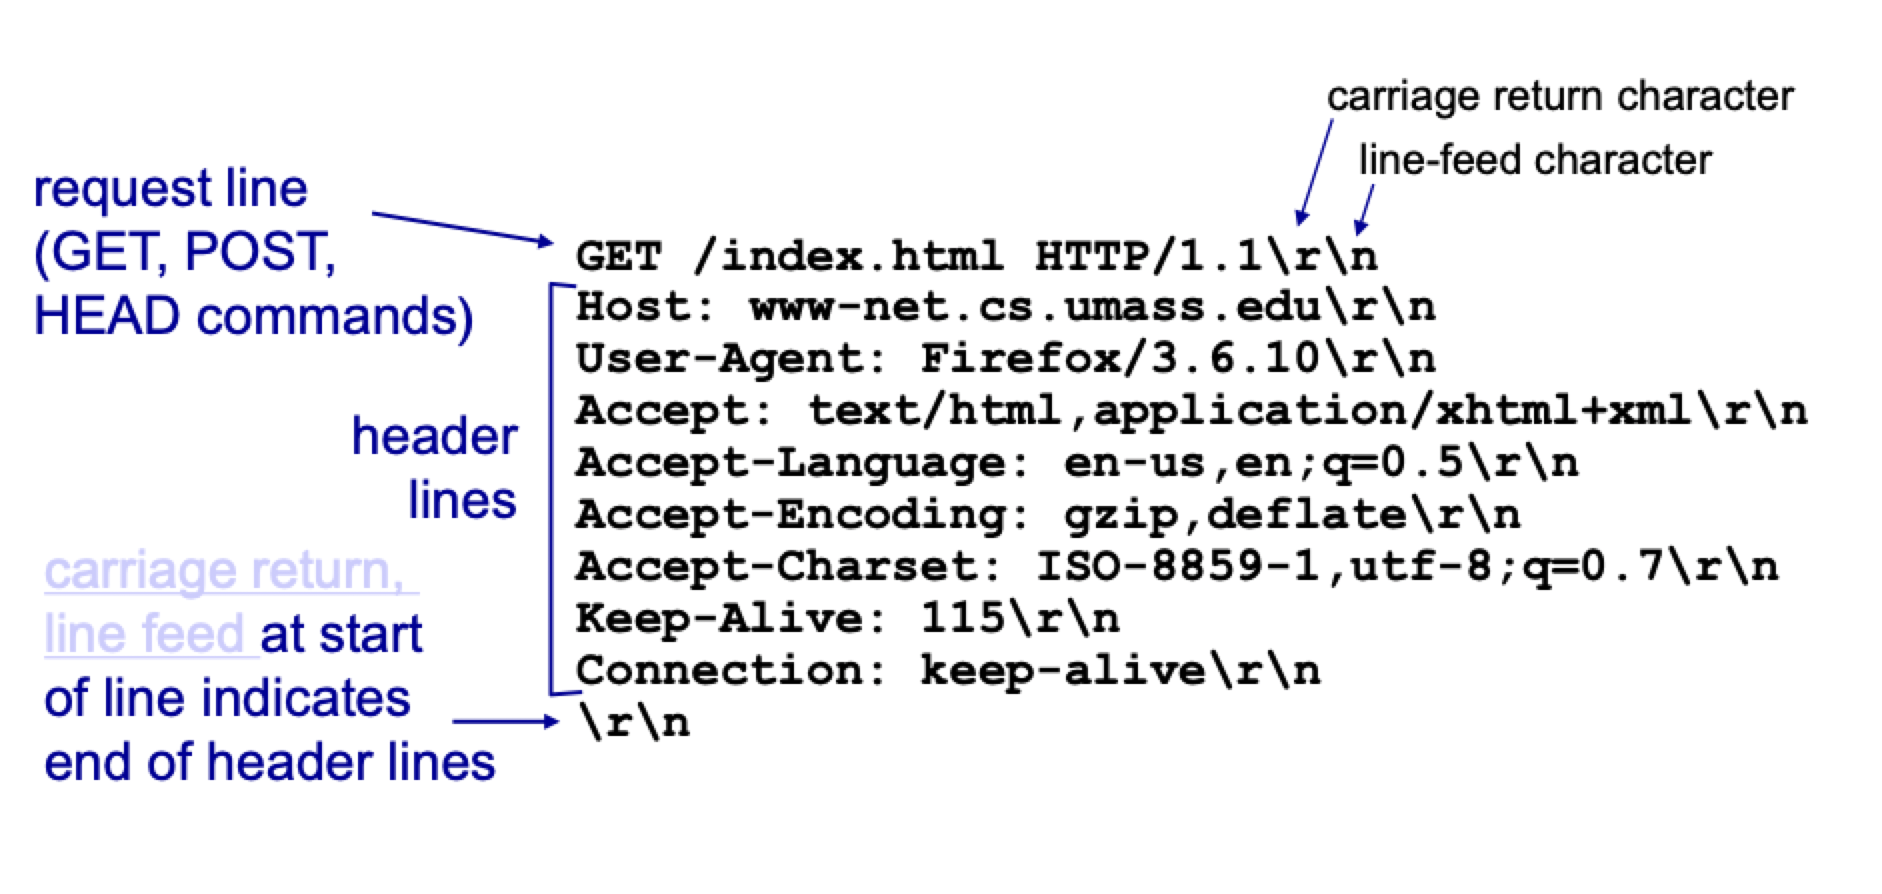 carriage return character
line-feed character
request line
(GET, POST,
HEAD commands)
GET /index.html HTTP/1.1\r\n
Host: www-net.cs.umass.edu\r\n
User-Agent: Firefox/3.6.10\r\n
Accept: text/html,application/xhtml+xml\r\n
Accept-Language: en-us,en;q=0.5\r\n
Accept-Encoding: gzip,deflate\r\n
Accept-Charset: ISO-8859-1,utf-8;q=0.7\r\n
Keep-Alive: 115\r\n
Connection: keep-alive\r\n
\r\n
header
lines
carriage return,
line feed at start
of line indicates
end of header lines